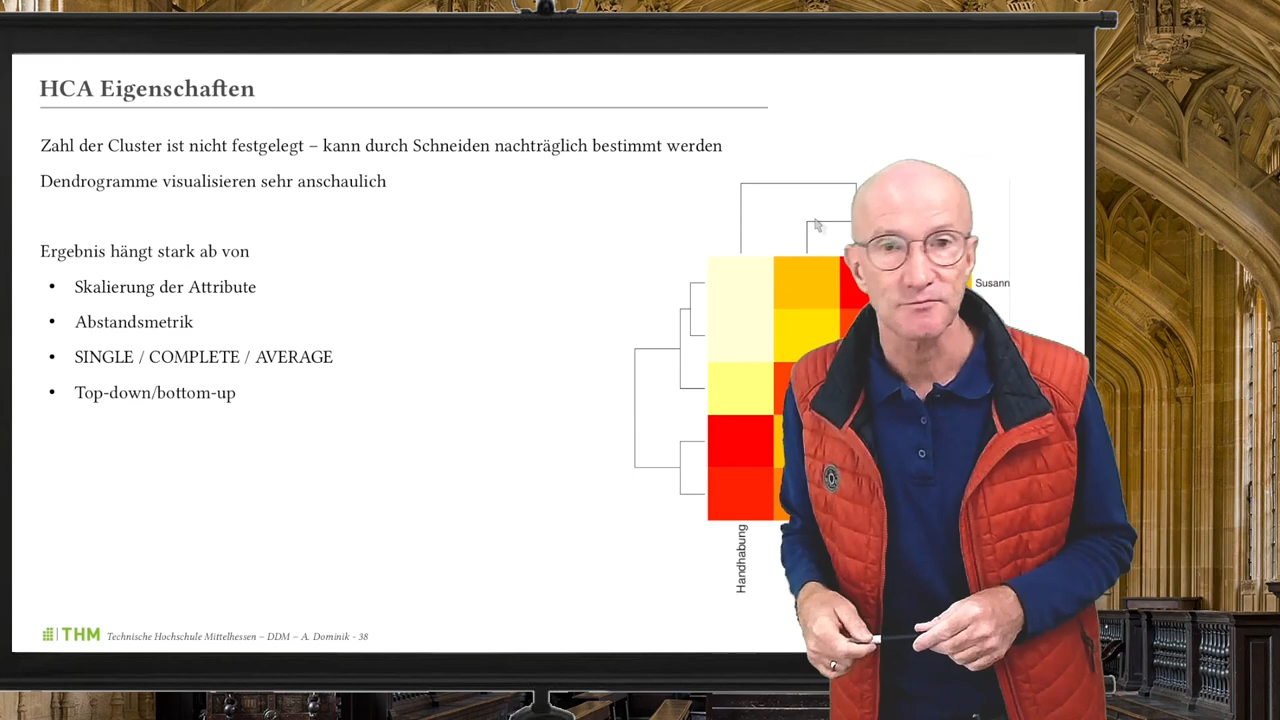 HCA Eigenschaften
Zahl der Cluster ist nicht festgelegt – kann durch Schneiden nachträglich bestimmt werden
Dendrogramme visualisieren sehr anschaulich
Ergebnis hängt stark ab von
• Skalierung der Attribute
• Abstandsmetrik
• SINGLE / COMPLETE / AVERAGE
• Top-down/bottom-up
Susann
Handhabung
THM Technische Hochschule Mittelhessen – DDM – A. Dominik - 38